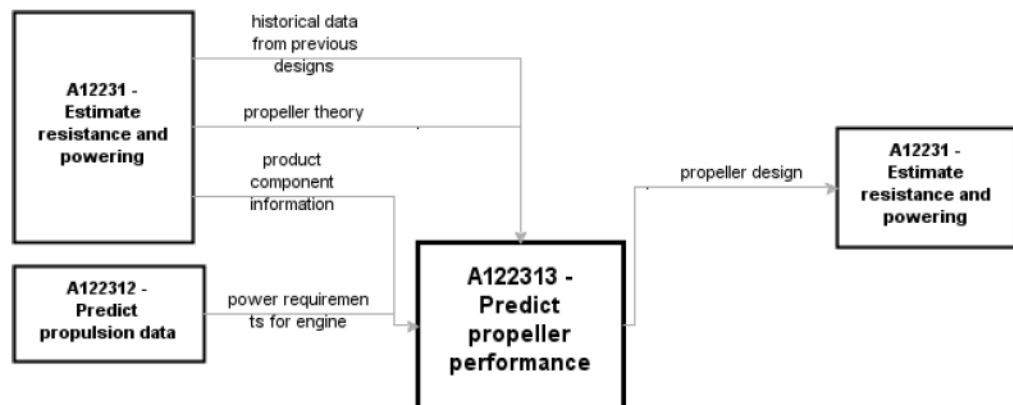 historical data
from previous
designs
A12231 -
Estimate
resistance and
powering
propeller theory
product
component
information
A122312 -
Predict
propulsion data
power requiremen
ts for engine
A122313 -
Predict
propeller
performance
propeller design
A12231 -
Estimate
resistance and
powering